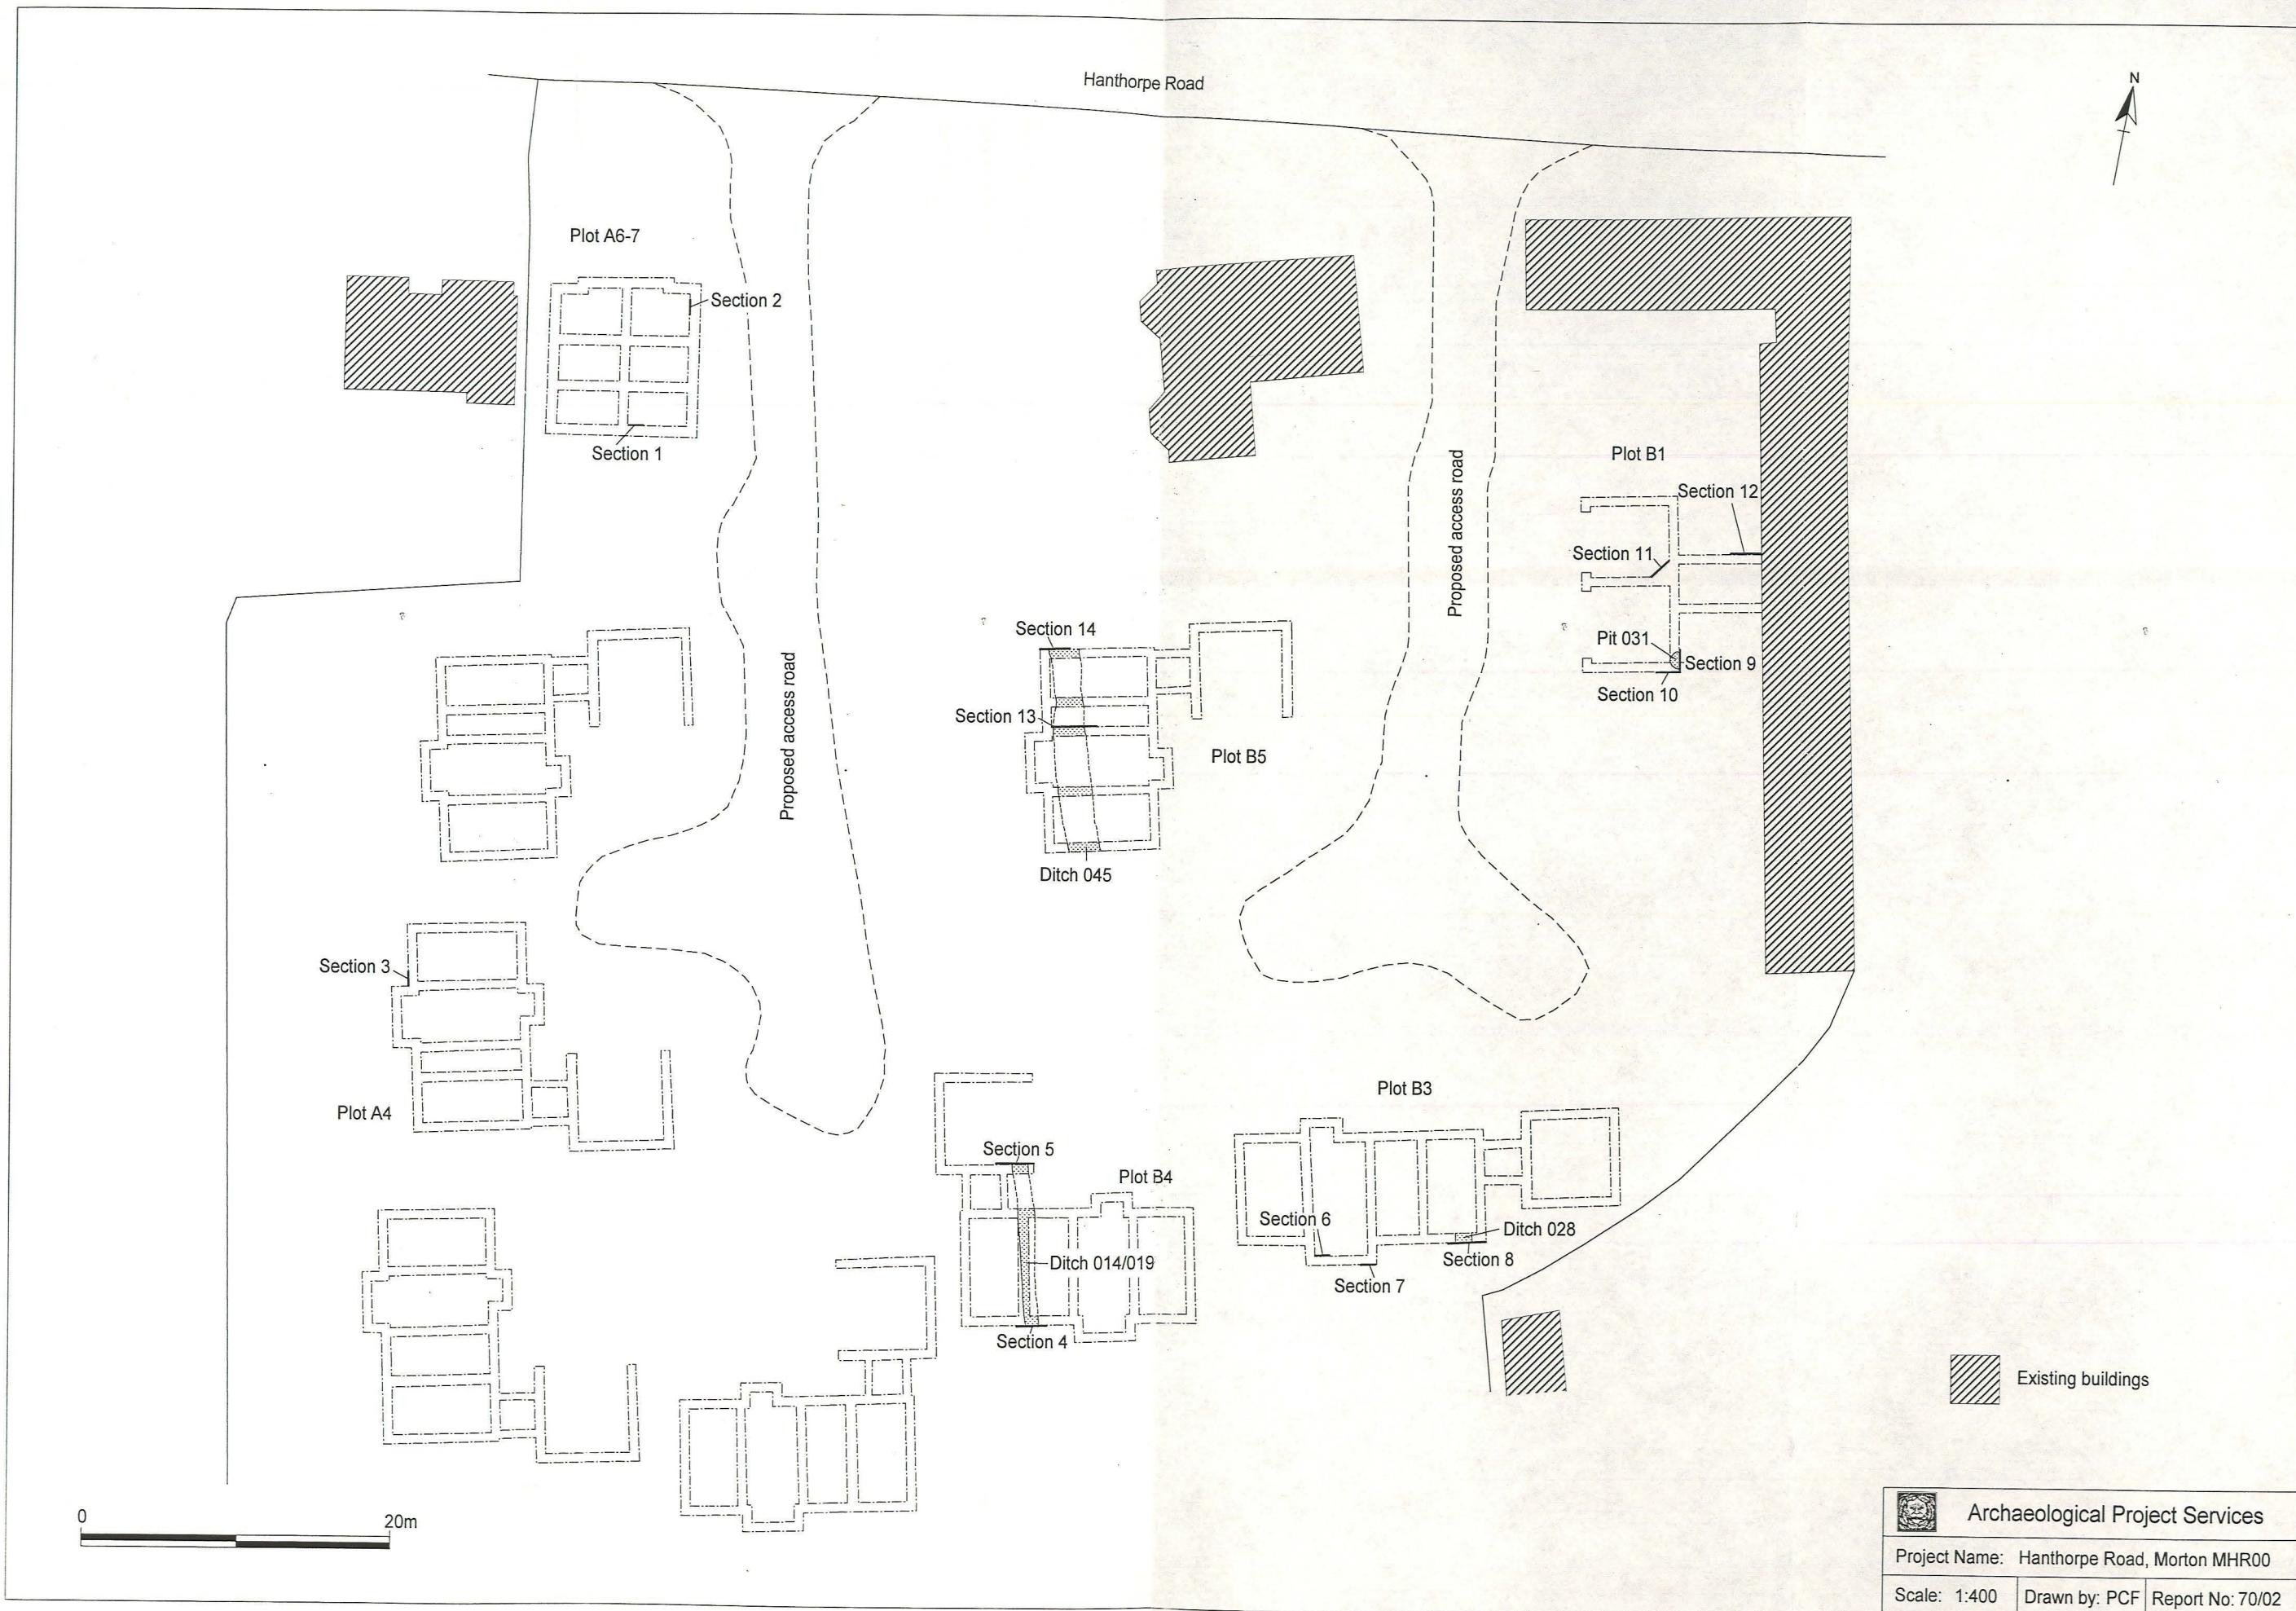 Hanthorpe Road
N
Plot A6-7
Section 2
Section 1
Plot B1
Section 12
Section 11
Pit 031
Section 9
Section 10
Proposed access road
Proposed access road
Section 14
Section 13
Plot B5
Ditch 045
Section 3
Plot A4
Plot B3
Section 5
Plot B4
Section 6
Ditch 028
Section 8
Section 7
Ditch 014/019
Section 4
Existing buildings
0 20m
Archaeological Project Services
Project Name: Hanthorpe Road, Morton MHR00
Scale: 1:400 Drawn by: PCF Report No: 70/02